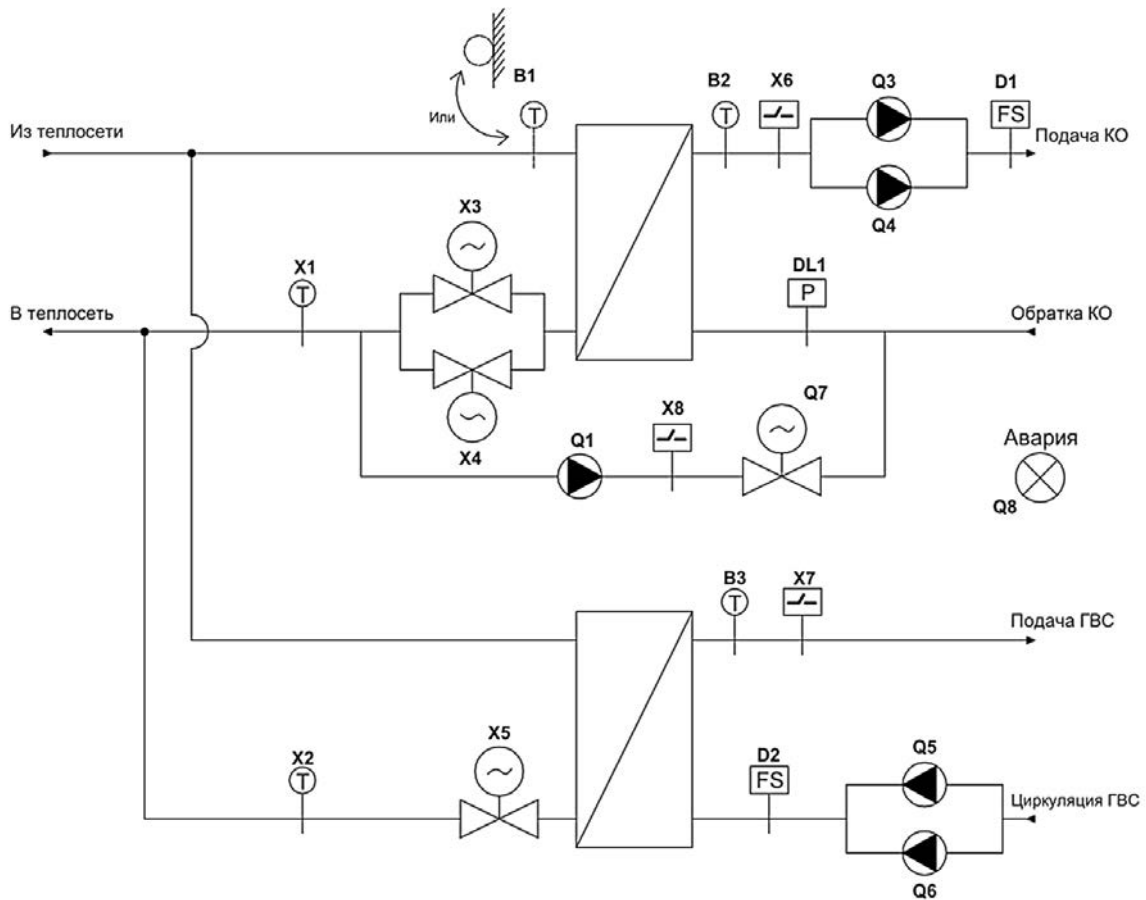 B1
B2
X6
Q3
D1
Из теплосети
Или
T
T
FS
Подача КО
Q4
X3
X1
DL1
T
P
В теплосеть
Обратка КО
X4
Q1
X8
Q7
Авария
Q8
B3
X7
T
Подача ГВС
X2
X5
D2
Q5
T
FS
Циркуляция ГВС
Q6